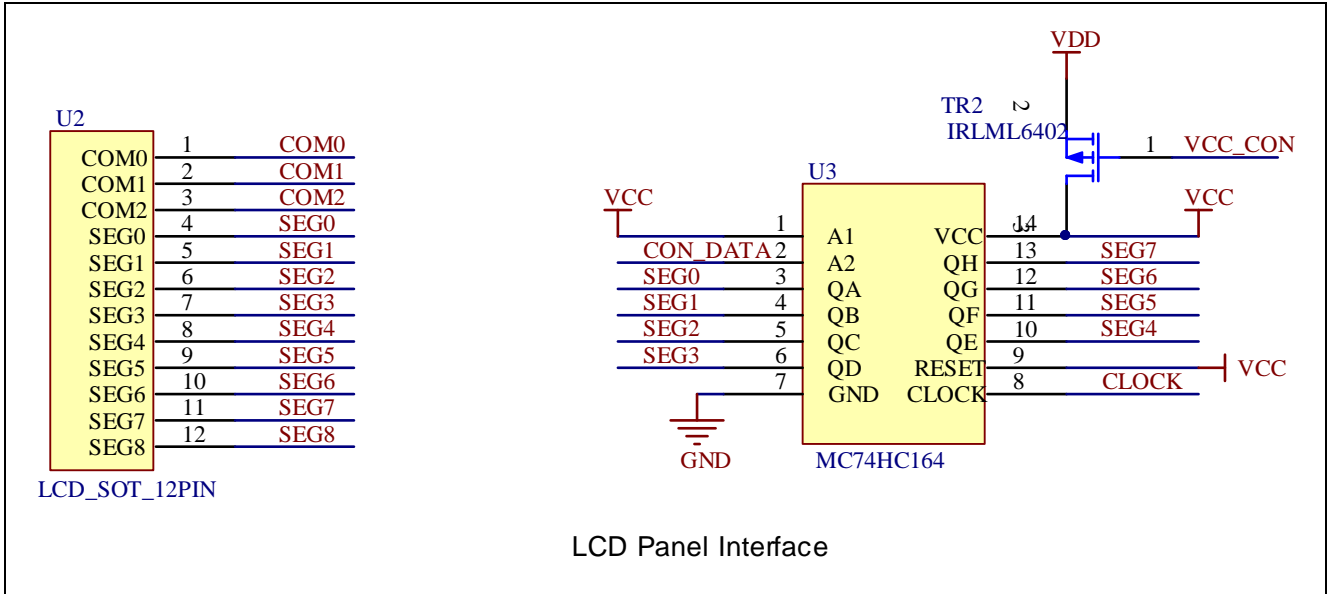 VDD
TR2 2
IRLML6402
1 VCC_CON
U2
COM0 1 COM0
COM1 2 COM1
COM2 3 COM2
SEG0 4 SEG0
SEG1 5 SEG1
SEG2 6 SEG2
SEG3 7 SEG3
SEG4 8 SEG4
SEG5 9 SEG5
SEG6 10 SEG6
SEG7 11 SEG7
SEG8 12 SEG8
LCD_SOT_12PIN
U3
VCC 1 A1 VCC 14 3 VCC
CON_DATA 2 A2 QH 13 SEG7
SEG0 3 QA QG 12 SEG6
SEG1 4 QB QF 11 SEG5
SEG2 5 QC QE 10 SEG4
SEG3 6 QD RESET 9 VCC
7 GND CLOCK 8 CLOCK
GND
MC74HC164
LCD Panel Interface